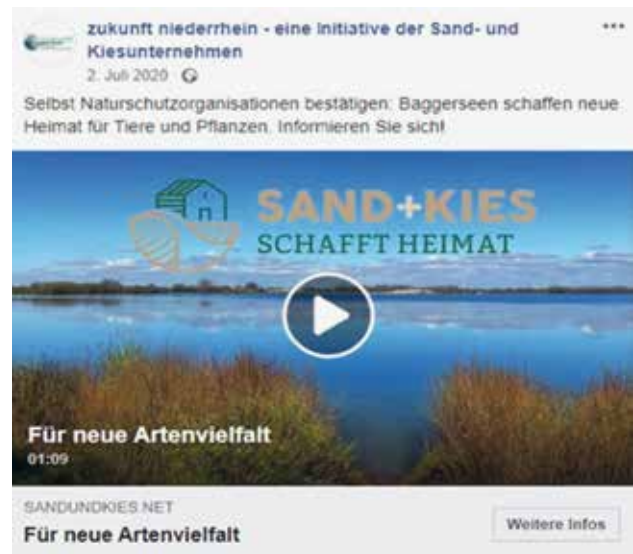 zukunft niederrhein - eine Initiative der Sand- und
Kiesunternehmen
2. Juli 2020
Selbst Naturschutzorganisationen bestätigen: Baggerseen schaffen neue
Heimat für Tiere und Pflanzen. Informieren Sie sich!
SAND+KIES
SCHAFFT HEIMAT
Für neue Artenvielfalt
01:09
SANDUNDKIES.NET
Für neue Artenvielfalt
Weitere Infos